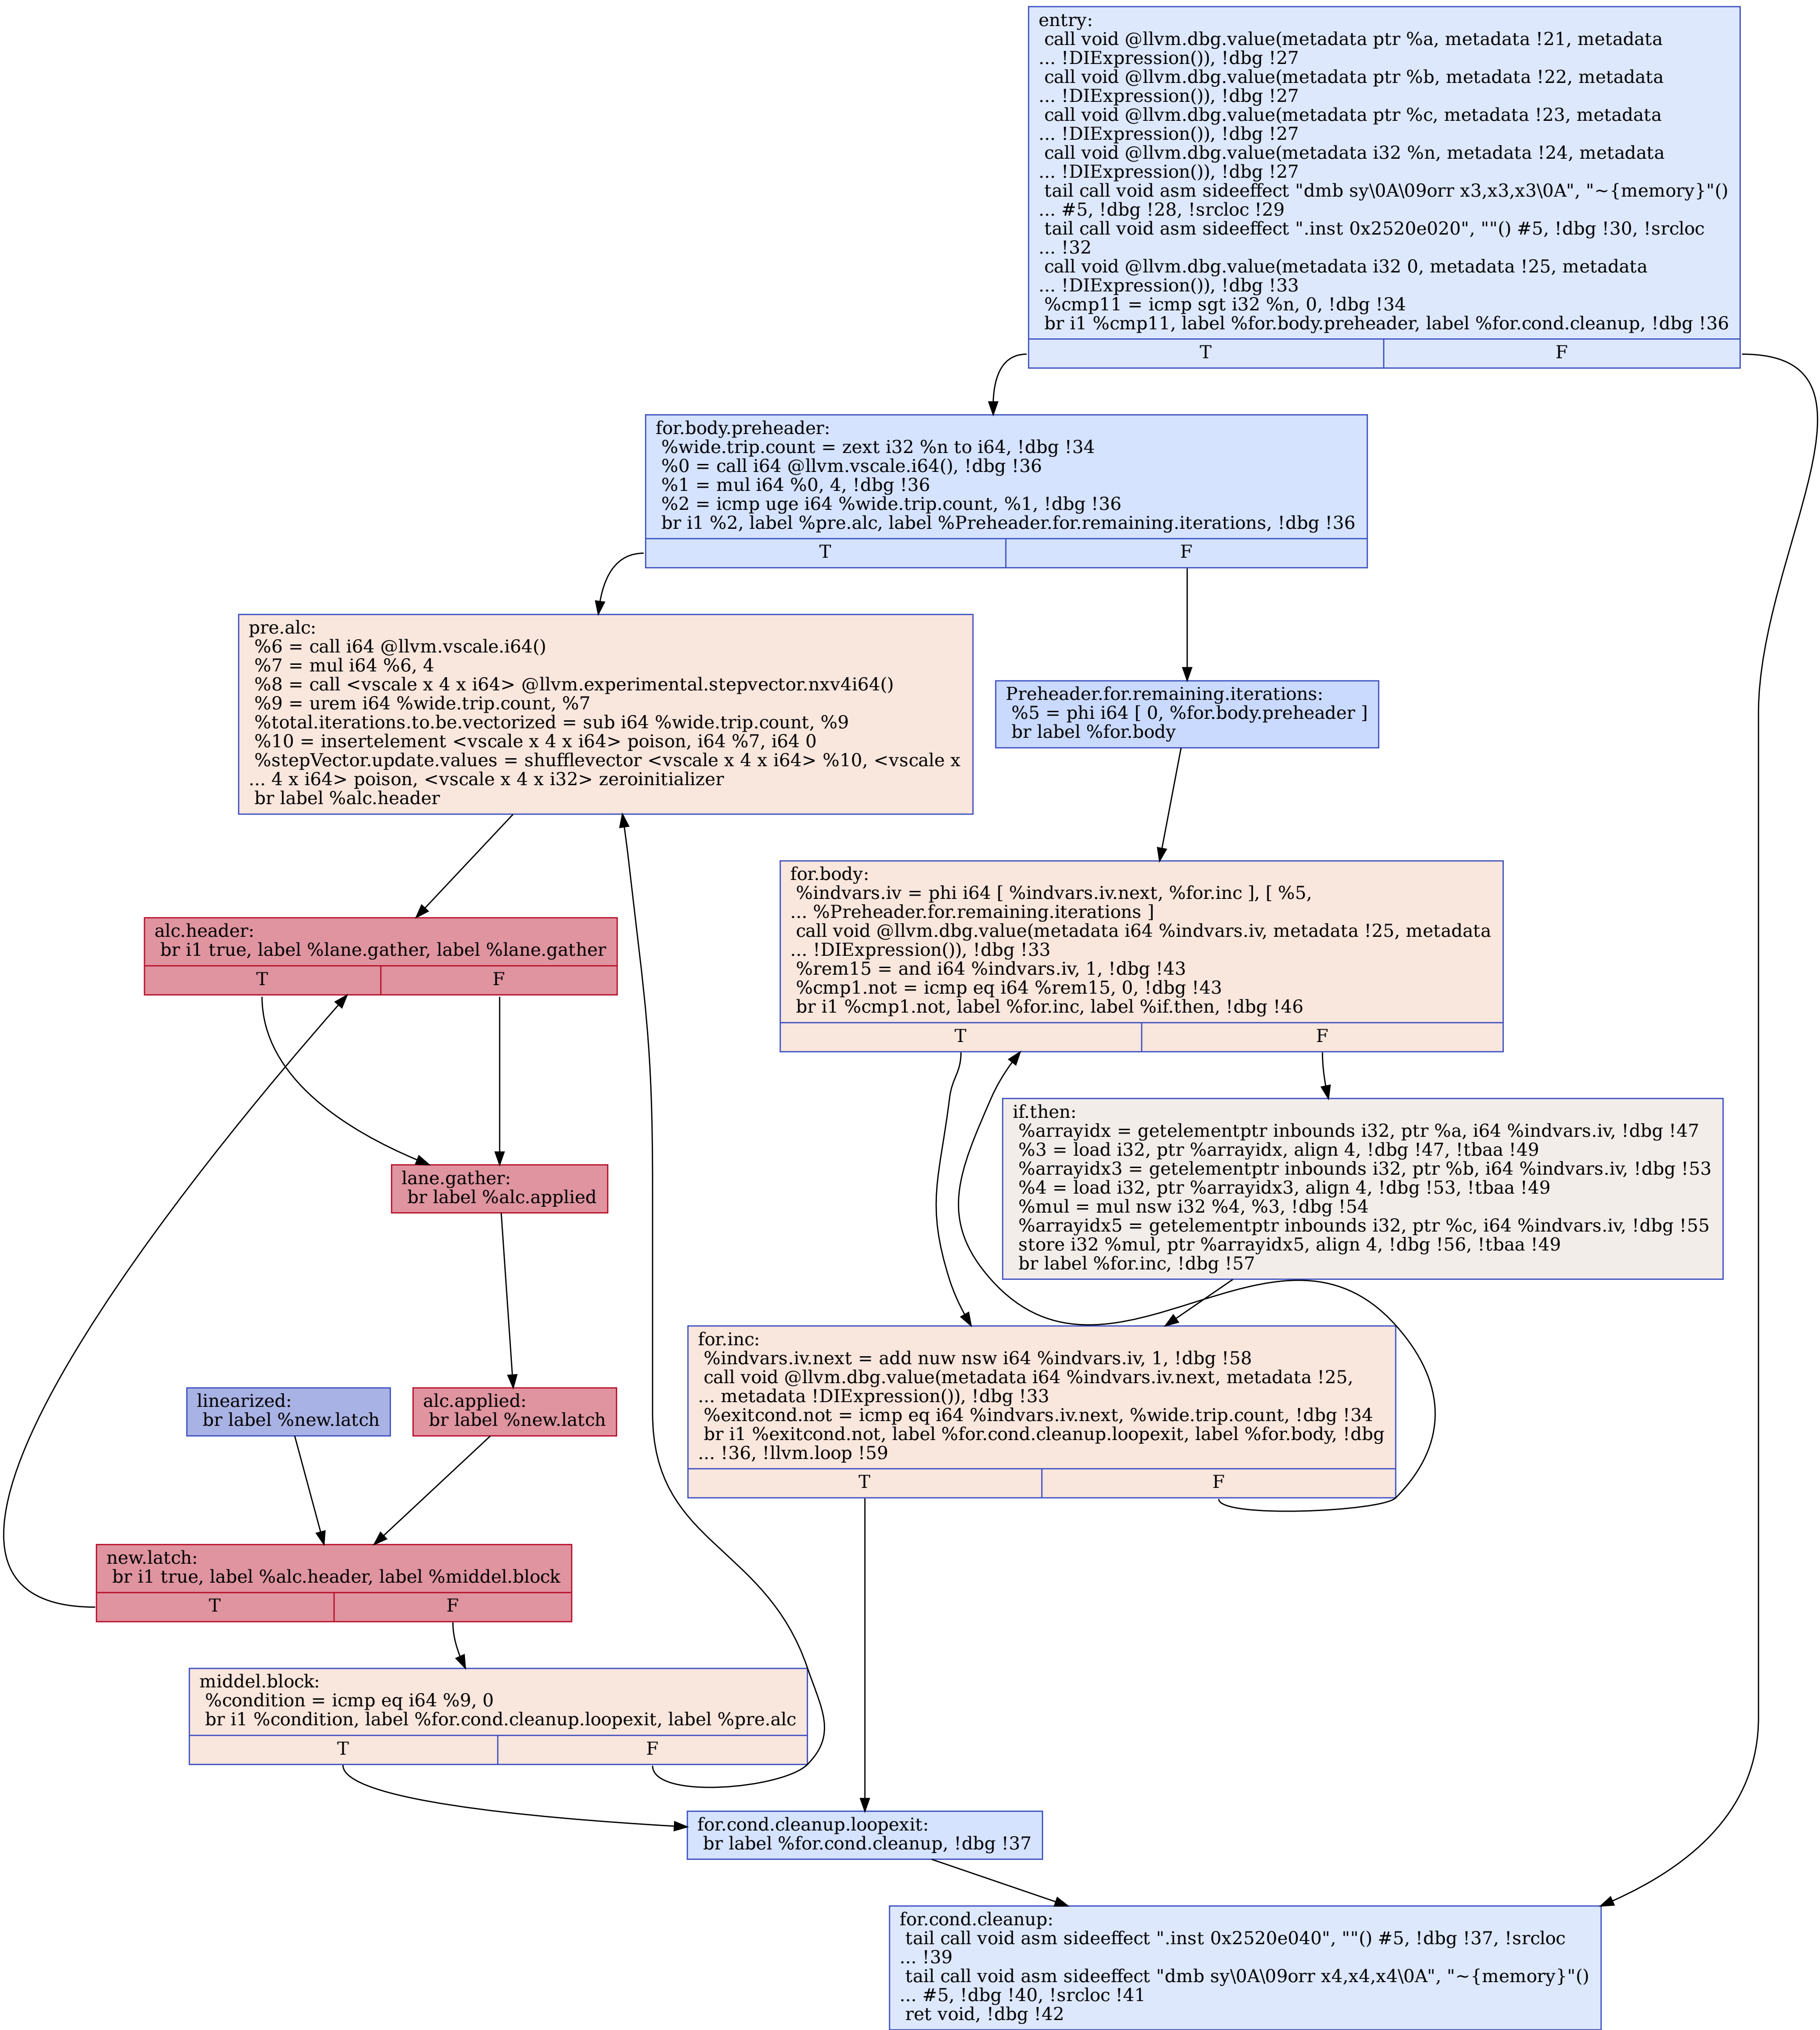 entry:
call void @llvm.dbg.value(metadata ptr %a, metadata !21, metadata
... !DIExpression()), !dbg !27
call void @llvm.dbg.value(metadata ptr %b, metadata !22, metadata
... !DIExpression()), !dbg !27
call void @llvm.dbg.value(metadata ptr %c, metadata !23, metadata
... !DIExpression()), !dbg !27
call void @llvm.dbg.value(metadata i32 %n, metadata !24, metadata
... !DIExpression()), !dbg !27
tail call void asm sideeffect "dmb sy\0A\09orr x3,x3,x3\0A", "~{memory}"()
... #5, !dbg !28, !srcloc !29
tail call void asm sideeffect ".inst 0x2520e020", ""() #5, !dbg !30, !srcloc
... !32
call void @llvm.dbg.value(metadata i32 0, metadata !25, metadata
... !DIExpression()), !dbg !33
%cmp11 = icmp sgt i32 %n, 0, !dbg !34
br i1 %cmp11, label %for.body.preheader, label %for.cond.cleanup, !dbg !36
T F
for.body.preheader:
%wide.trip.count = zext i32 %n to i64, !dbg !34
%0 = call i64 @llvm.vscale.i64(), !dbg !36
%1 = mul i64 %0, 4, !dbg !36
%2 = icmp uge i64 %wide.trip.count, %1, !dbg !36
br i1 %2, label %pre.alc, label %Preheader.for.remaining.iterations, !dbg !36
T F
pre.alc:
%6 = call i64 @llvm.vscale.i64()
%7 = mul i64 %6, 4
%8 = call <vscale x 4 x i64> @llvm.experimental.stepvector.nxv4i64()
%9 = urem i64 %wide.trip.count, %7
%total.iterations.to.be.vectorized = sub i64 %wide.trip.count, %9
%10 = insertelement <vscale x 4 x i64> poison, i64 %7, i64 0
%stepVector.update.values = shufflevector <vscale x 4 x i64> %10, <vscale x
... 4 x i64> poison, <vscale x 4 x i32> zeroinitializer
br label %alc.header
Preheader.for.remaining.iterations:
%5 = phi i64 [ 0, %for.body.preheader ]
br label %for.body
for.body:
%indvars.iv = phi i64 [ %indvars.iv.next, %for.inc ], [ %5,
... %Preheader.for.remaining.iterations ]
call void @llvm.dbg.value(metadata i64 %indvars.iv, metadata !25, metadata
... !DIExpression()), !dbg !33
%rem15 = and i64 %indvars.iv, 1, !dbg !43
%cmp1.not = icmp eq i64 %rem15, 0, !dbg !43
br i1 %cmp1.not, label %for.inc, label %if.then, !dbg !46
T F
alc.header:
br i1 true, label %lane.gather, label %lane.gather
T F
if.then:
%arrayidx = getelementptr inbounds i32, ptr %a, i64 %indvars.iv, !dbg !47
%3 = load i32, ptr %arrayidx, align 4, !dbg !47, !tbaa !49
%arrayidx3 = getelementptr inbounds i32, ptr %b, i64 %indvars.iv, !dbg !53
%4 = load i32, ptr %arrayidx3, align 4, !dbg !53, !tbaa !49
%mul = mul nsw i32 %4, %3, !dbg !54
%arrayidx5 = getelementptr inbounds i32, ptr %c, i64 %indvars.iv, !dbg !55
store i32 %mul, ptr %arrayidx5, align 4, !dbg !56, !tbaa !49
br label %for.inc, !dbg !57
lane.gather:
br label %alc.applied
for.inc:
%indvars.iv.next = add nuw nsw i64 %indvars.iv, 1, !dbg !58
call void @llvm.dbg.value(metadata i64 %indvars.iv.next, metadata !25,
... metadata !DIExpression()), !dbg !33
%exitcond.not = icmp eq i64 %indvars.iv.next, %wide.trip.count, !dbg !34
br i1 %exitcond.not, label %for.cond.cleanup.loopexit, label %for.body, !dbg
... !36, !llvm.loop !59
T F
linearized:
br label %new.latch
alc.applied:
br label %new.latch
new.latch:
br i1 true, label %alc.header, label %middel.block
T F
middel.block:
%condition = icmp eq i64 %9, 0
br i1 %condition, label %for.cond.cleanup.loopexit, label %pre.alc
T F
for.cond.cleanup.loopexit:
br label %for.cond.cleanup, !dbg !37
for.cond.cleanup:
tail call void asm sideeffect ".inst 0x2520e040", ""() #5, !dbg !37, !srcloc
... !39
tail call void asm sideeffect "dmb sy\0A\09orr x4,x4,x4\0A", "~{memory}"()
... #5, !dbg !40, !srcloc !41
ret void, !dbg !42